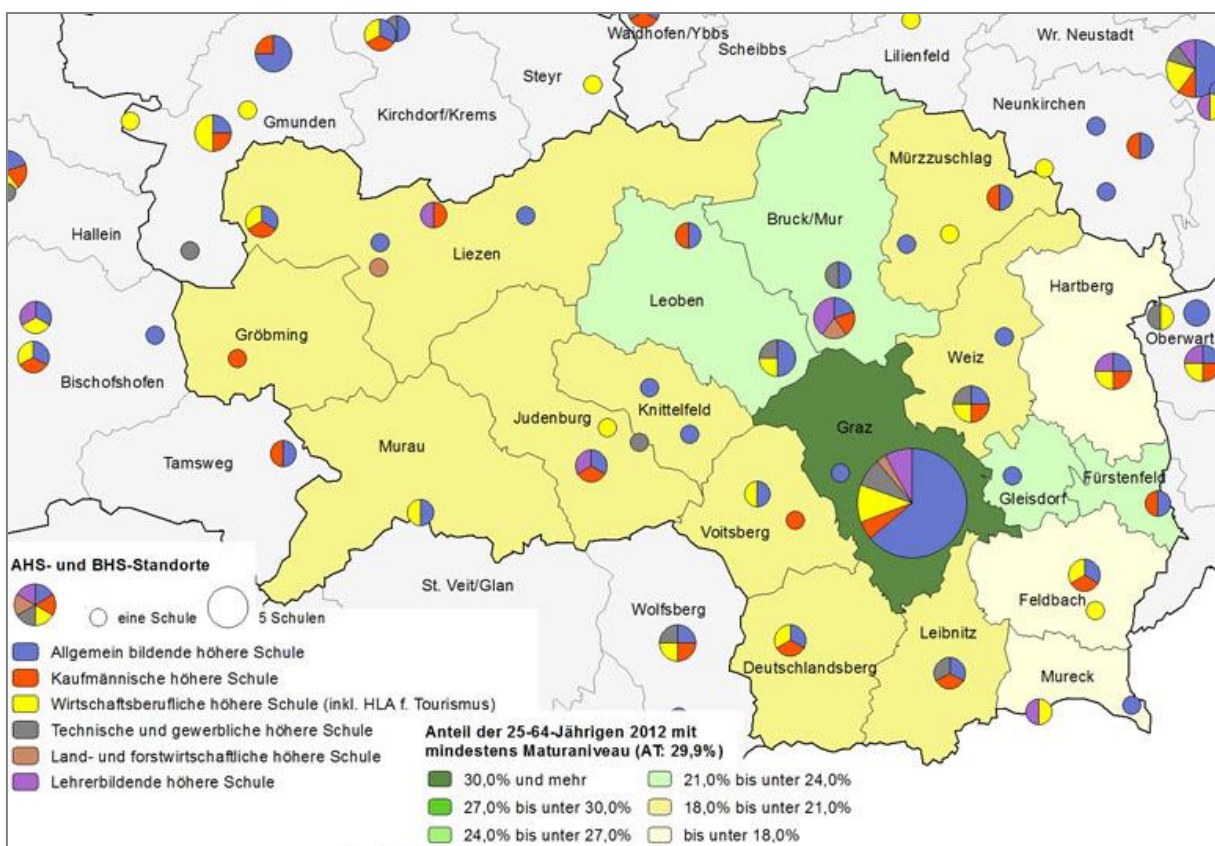 Waidhofen/Ybbs
Scheibbs
Lilienfeld
Wr. Neustadt
Steyr
Neunkirchen
Gmunden
Kirchdorf/Krems
Mürzzuschlag
Bruck/Mur
Hallein
Liezen
Hartberg
Leoben
Oberwart
Gröbming
Weiz
Bischofshofen
Judenburg
Knittelfeld
Graz
Murau
Tamsweg
Fürstenfeld
Gleisdorf
Voitsberg
AHS- und BHS-Standorte
St. Veit/Glan
Wolfsberg
Feldbach
eine Schule
5 Schulen
Leibnitz
Allgemein bildende höhere Schule
Deutschlandsberg
Mureck
Kaufmännische höhere Schule
Wirtschaftsberufliche höhere Schule (inkl. HLA f. Tourismus)
Technische und gewerbliche höhere Schule
Land- und forstwirtschaftliche höhere Schule
Lehrerbildende höhere Schule
Anteil der 25-64-Jährigen 2012 mit
mindestens Maturaniveau (AT: 29,9%)
30,0% und mehr
27,0% bis unter 30,0%
24,0% bis unter 27,0%
21,0% bis unter 24,0%
18,0% bis unter 21,0%
bis unter 18,0%